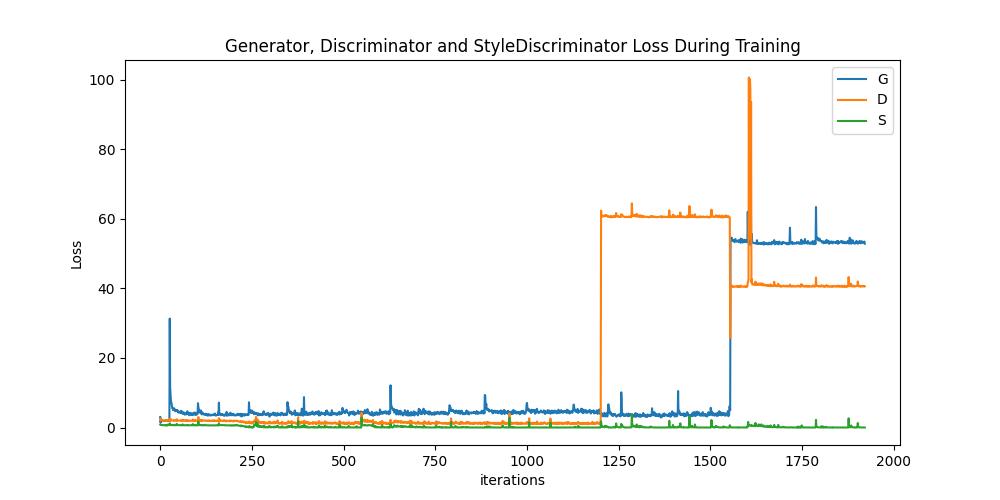 Generator, Discriminator and StyleDiscriminator Loss During Training
100
80
60
40
20
0
Loss
0 250 500 750 1000 1250 1500 1750 2000
iterations
G
D
S